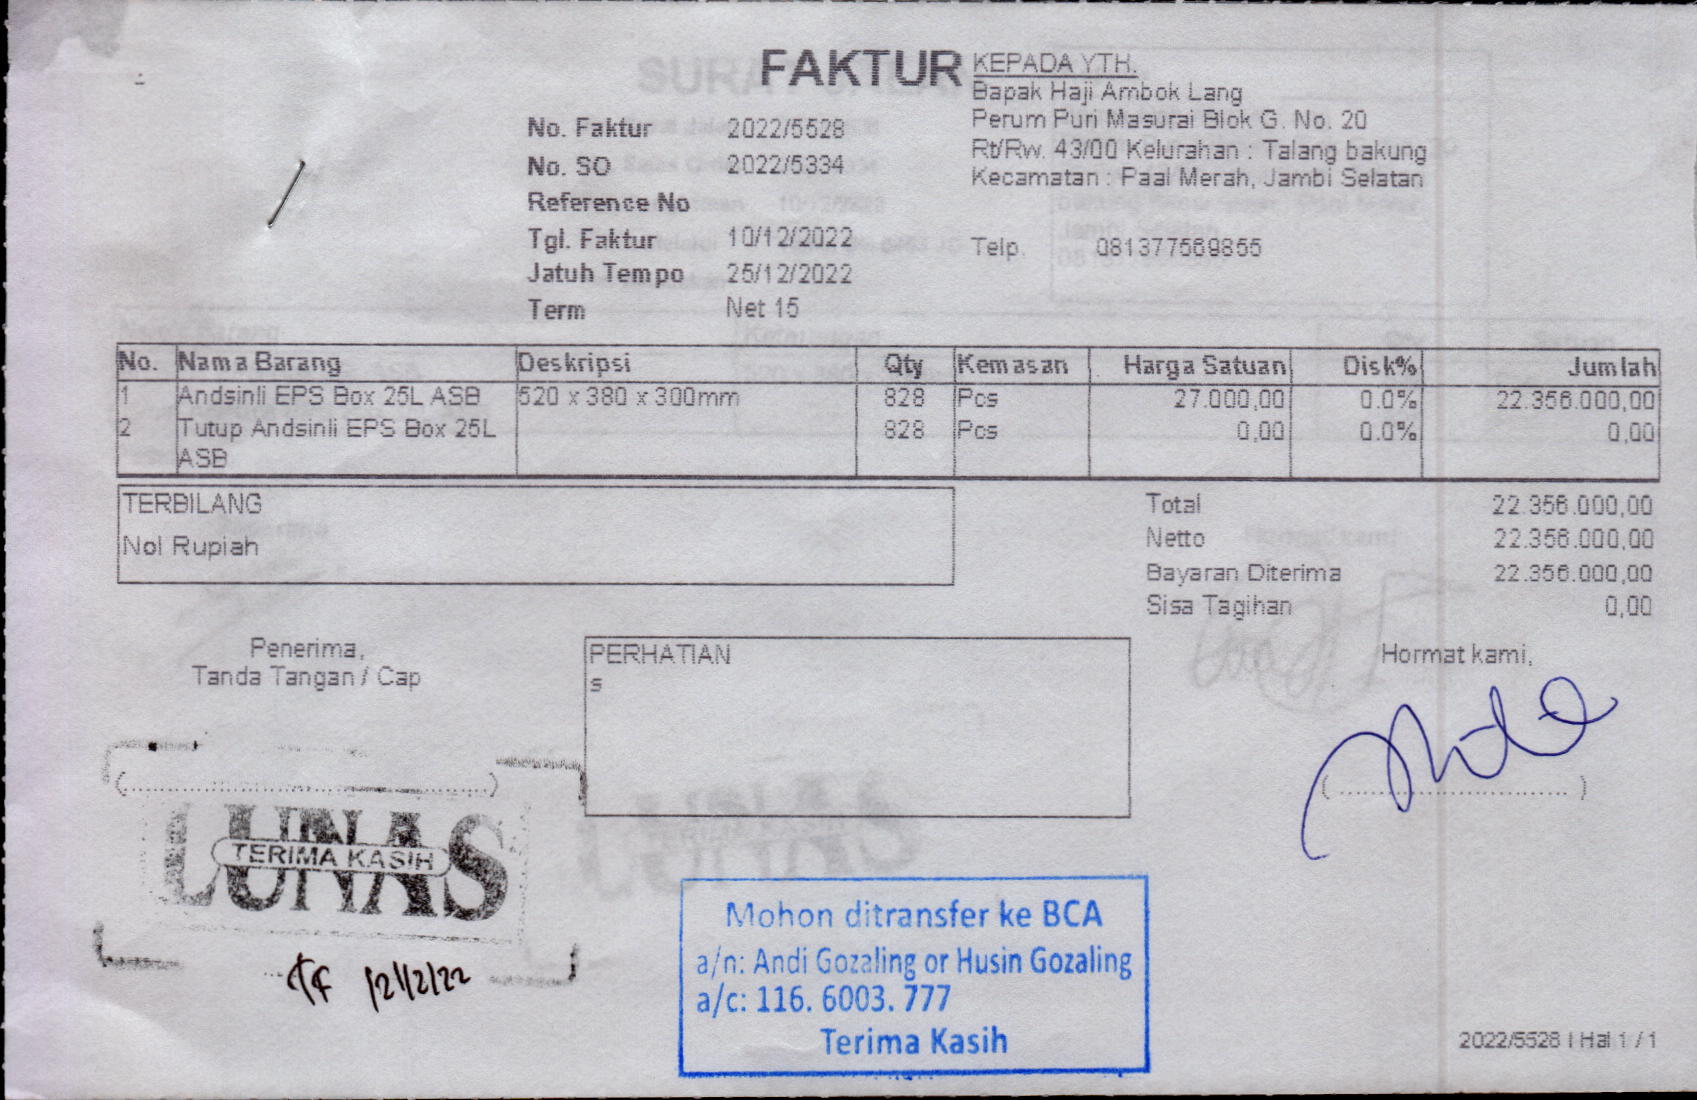 FAKTUR
KEPADA YTH.
Bapak Haji Ambok Lang
Perum Puri Masurai Blok G. No. 20
Rt/Rw. 43/00 Kelurahan : Talang bakung
Kecamatan : Paal Merah, Jambi Selatan
Telp. 081377569855
No. Faktur 2022/5528
No. SO 2022/5334
Reference No
Tgl. Faktur 10/12/2022
Jatuh Tempo 25/12/2022
Term Net 15
No. Nama Barang Deskripsi Qty Kemasan Harga Satuan Disk% Jumlah
1 Andsinli EPS Box 25L ASB 520 x 380 x 300mm 828 Pcs 27.000,00 0.0% 22.356.000,00
2 Tutup Andsinli EPS Box 25L 828 Pcs 0,00 0.0% 0,00
ASB
TERBILANG
Nol Rupiah
Total 22.356.000,00
Netto 22.356.000,00
Bayaran Diterima 22.356.000,00
Sisa Tagihan 0,00
Penerima,
Tanda Tangan / Cap
PERHATIAN
s
Hormat kami,
LUNAS
TERIMA KASIH
TF 12/12/22
Mohon ditransfer ke BCA
a/n: Andi Gozaling or Husin Gozaling
a/c: 116. 6003. 777
Terima Kasih
2022/5528 | Hal 1 / 1